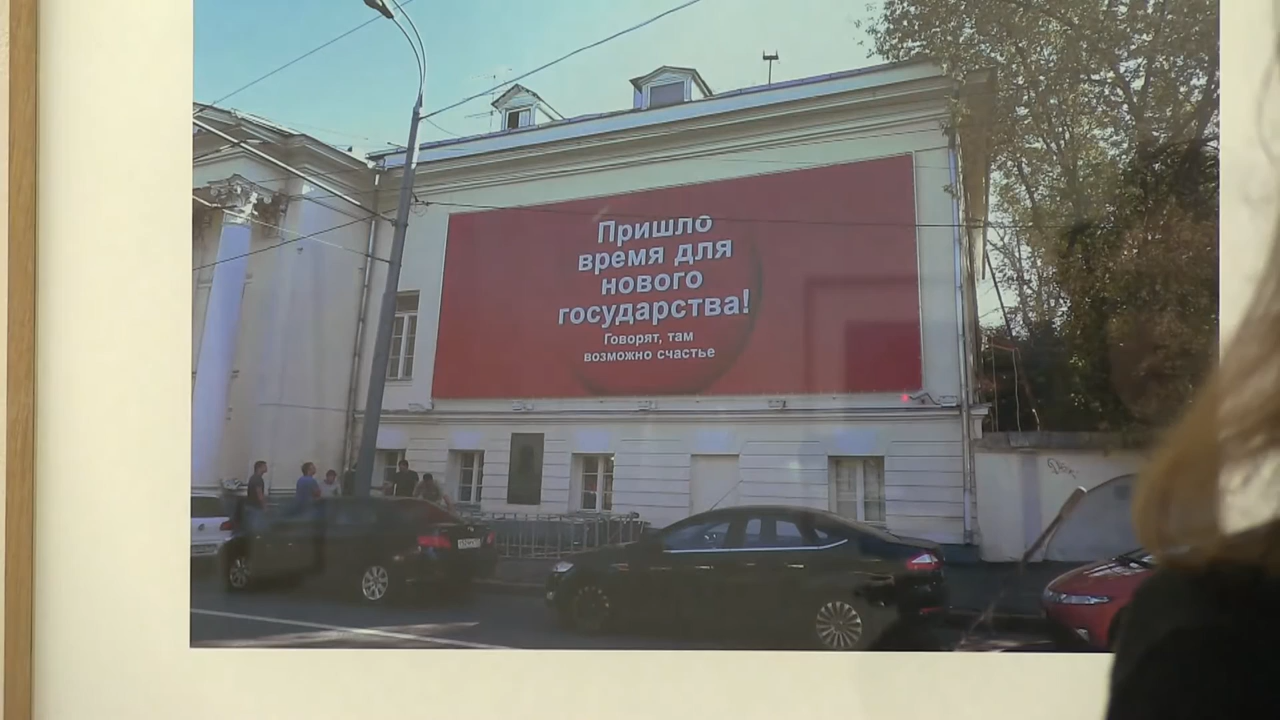 Пришло
время для
нового
государства!
Говорят, там
возможно счастье